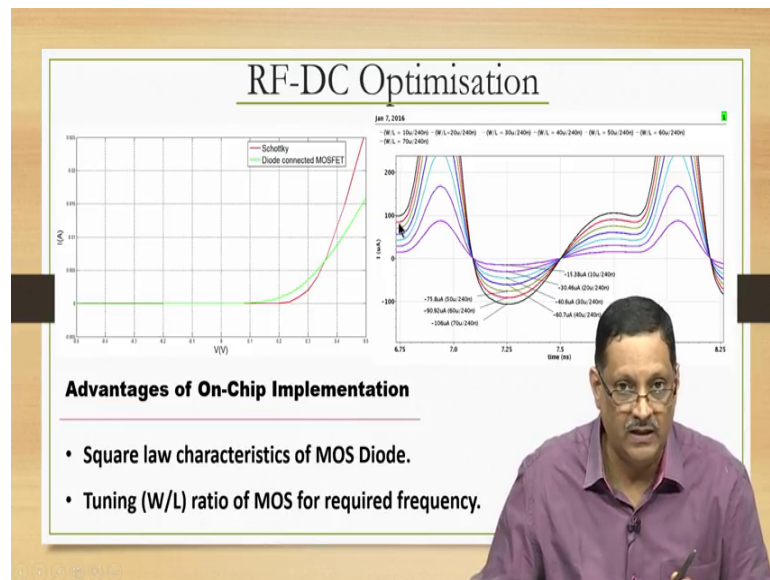 RF-DC Optimisation
Jan 7, 2016
1
(W/L = 10u/240n) (W/L=20u/240n) (W/L = 30u/240n) (W/L = 40u/240n) (W/L = 50u/240n) (W/L = 60u/240n)
(W/L = 70u/240n)
Schottky
Diode connected MOSFET
I(A)
V(V)
200
100
0
-100
I (uA)
-15.38uA (10u/240n)
-30.46uA (20u/240n)
-75.8uA (50u/240n)
-40.6uA (30u/240n)
-90.92uA (60u/240n)
-60.7uA (40u/240n)
-106uA (70u/240n)
6.75 7.0 7.25 7.5 8.25
time (ns)
Advantages of On-Chip Implementation
• Square law characteristics of MOS Diode.
• Tuning (W/L) ratio of MOS for required frequency.